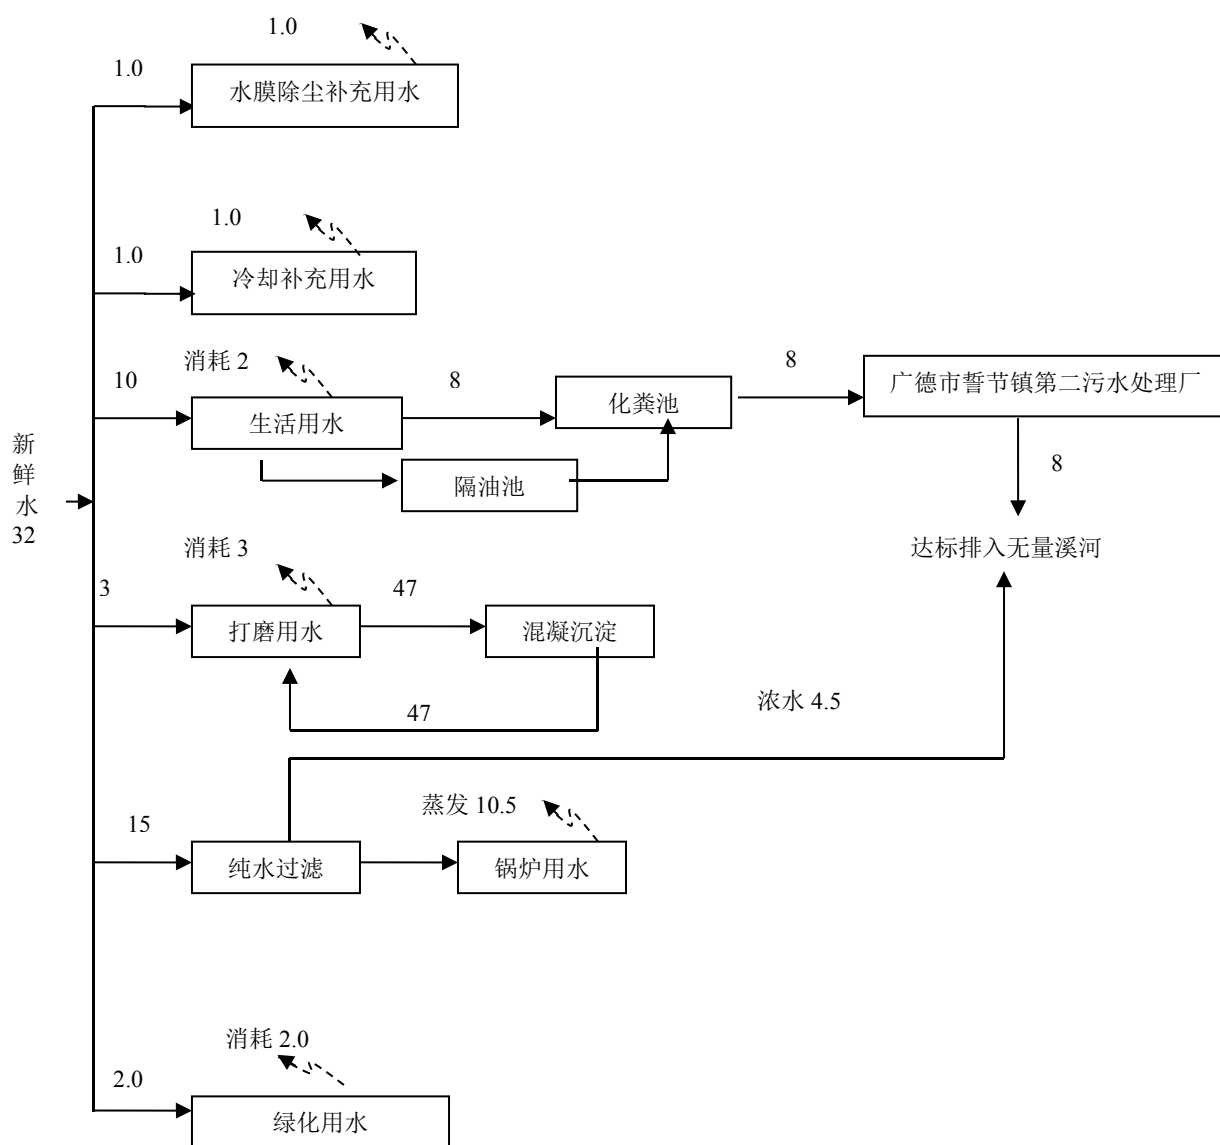 1.0
1.0
水膜除尘补充用水
1.0
1.0
冷却补充用水
消耗 2
10
生活用水
8
化粪池
8
广德市誓节镇第二污水处理厂
隔油池
8
新
鲜
水
32
达标排入无量溪河
消耗 3
3
打磨用水
47
混凝沉淀
47
浓水 4.5
15
纯水过滤
蒸发 10.5
锅炉用水
消耗 2.0
2.0
绿化用水